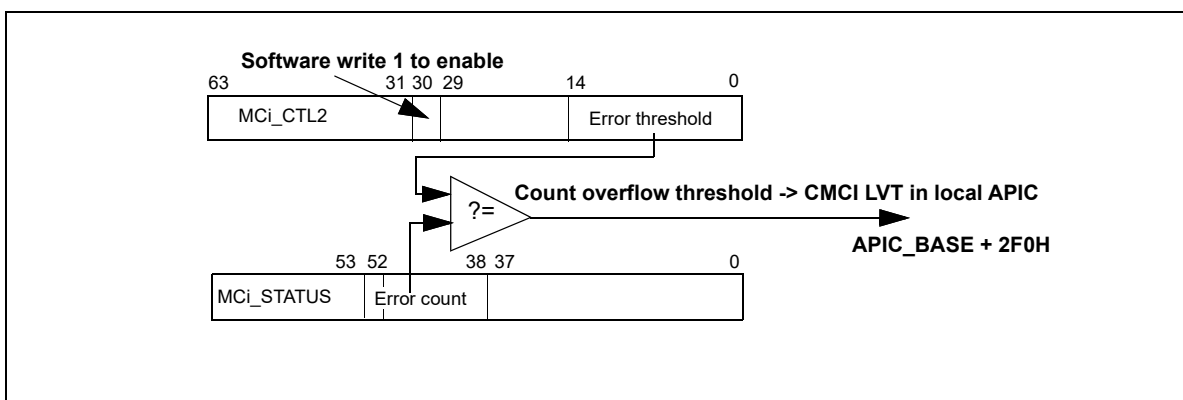 Software write 1 to enable
63 31 30 29 14 0
MCi_CTL2 Error threshold
Count overflow threshold -> CMCI LVT in local APIC
?=
APIC_BASE + 2F0H
53 52 38 37 0
MCi_STATUS Error count